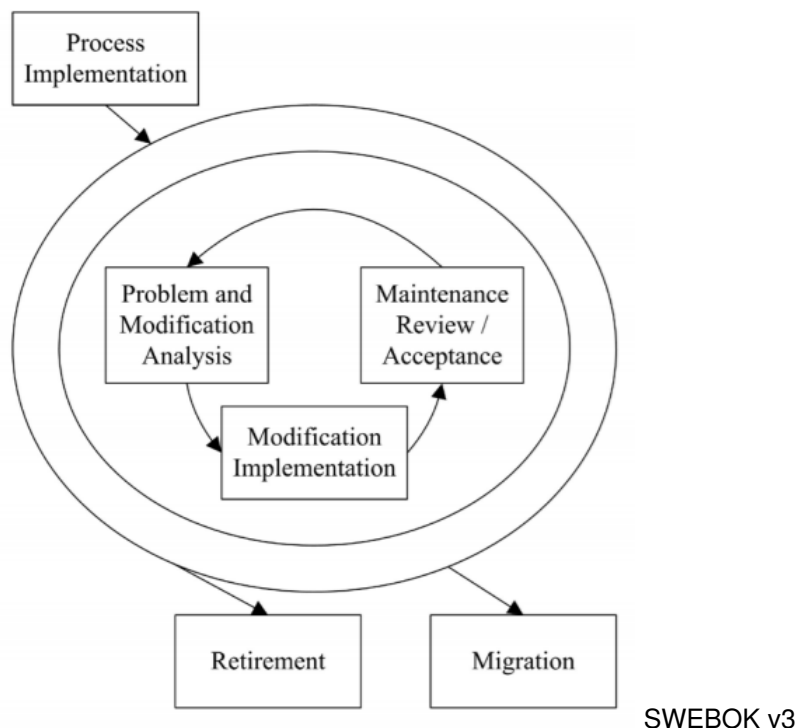 Process
Implementation
Problem and
Modification
Analysis
Maintenance
Review /
Acceptance
Modification
Implementation
Retirement
Migration
SWEBOK v3